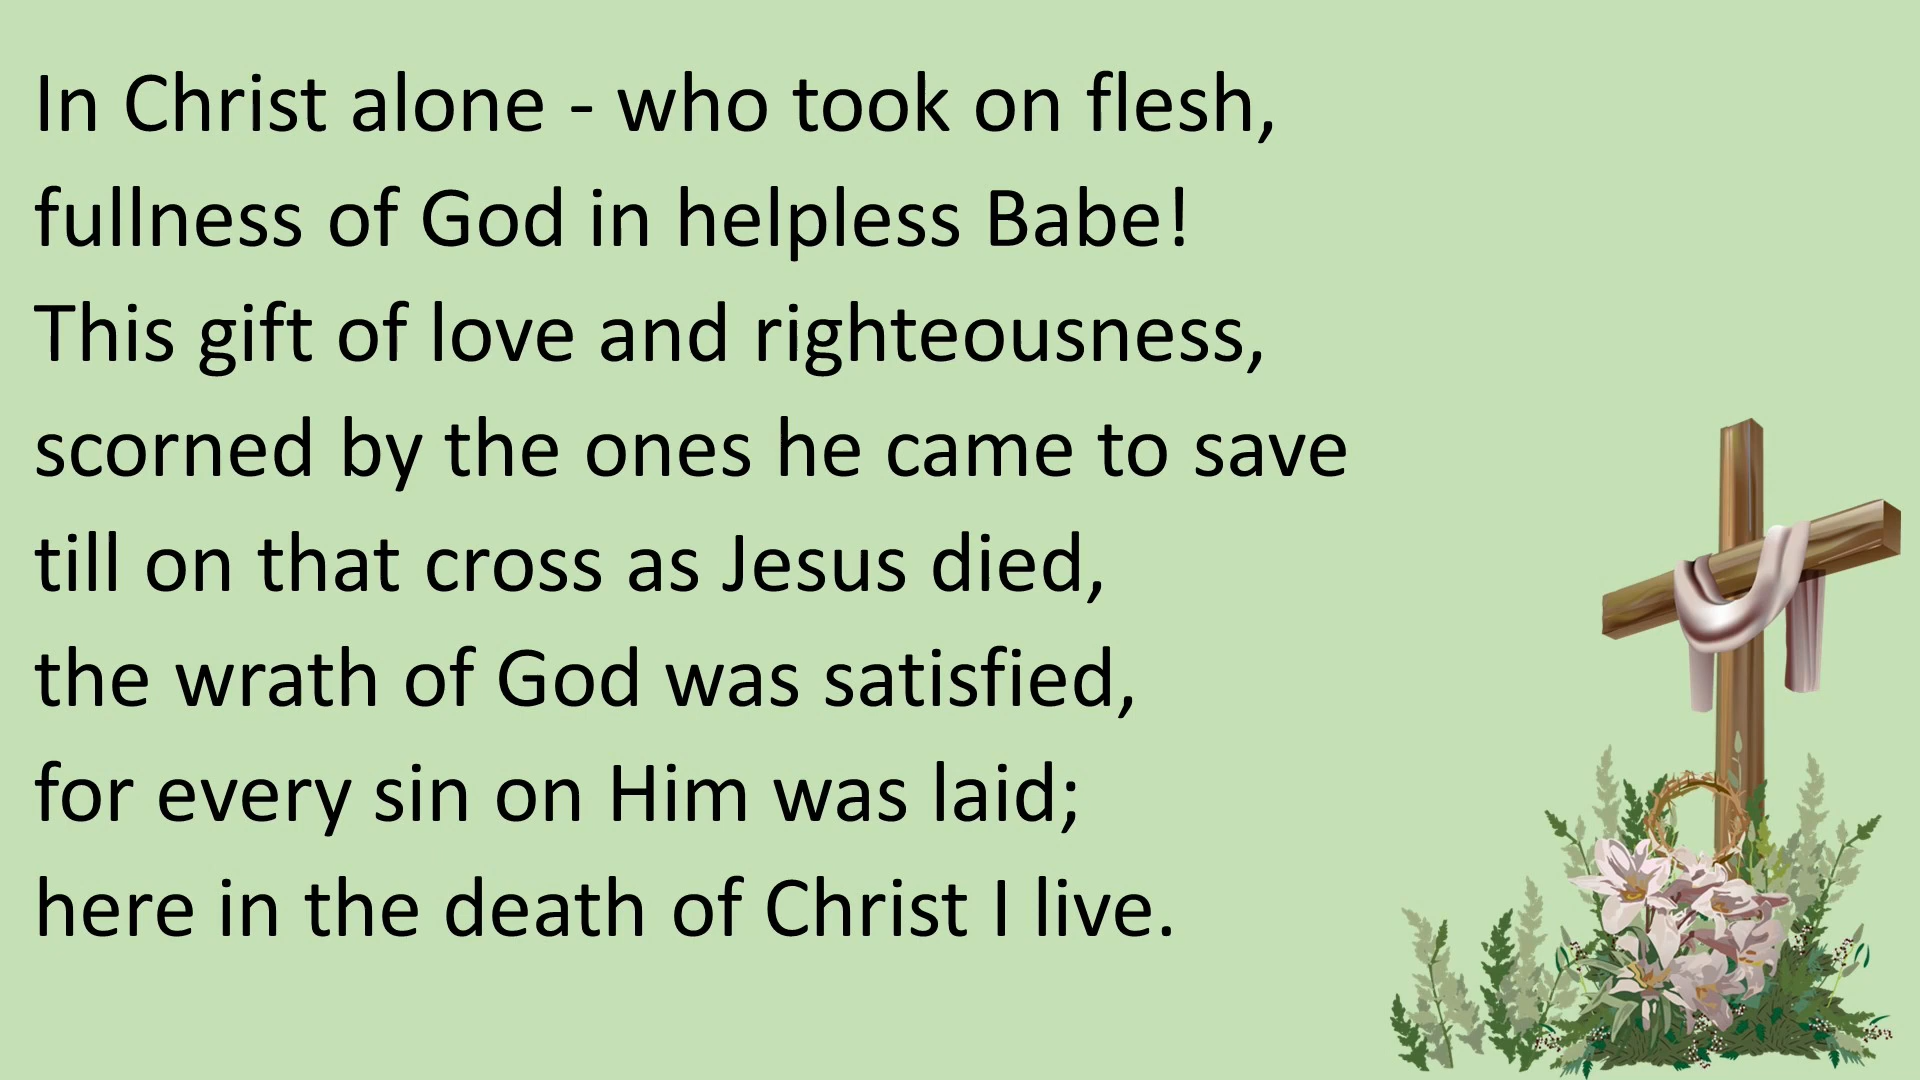 In Christ alone - who took on flesh,
fullness of God in helpless Babe!
This gift of love and righteousness,
scorned by the ones he came to save
till on that cross as Jesus died,
the wrath of God was satisfied,
for every sin on Him was laid;
here in the death of Christ I live.